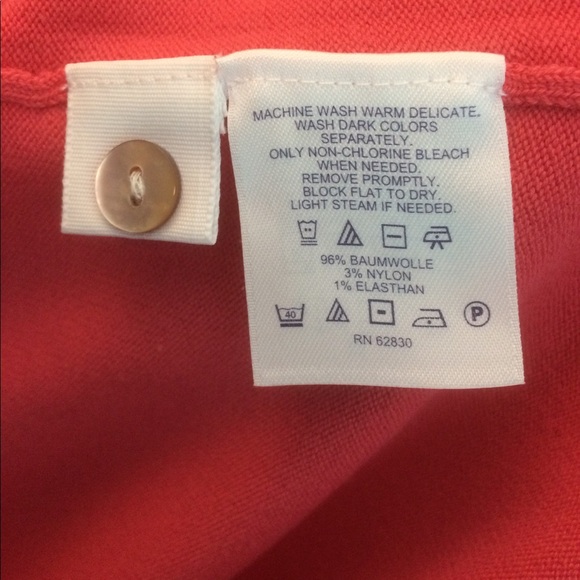 MACHINE WASH WARM DELICATE.
WASH DARK COLORS
SEPARATELY.
ONLY NON-CHLORINE BLEACH
WHEN NEEDED.
REMOVE PROMPTLY.
BLOCK FLAT TO DRY.
LIGHT STEAM IF NEEDED.
96% BAUMWOLLE
3% NYLON
1% ELASTHAN
40 P
RN 62830